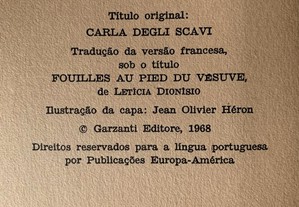 Título original:
CARLA DEGLI SCAVI
Tradução da versão francesa,
sob o título
FOUILLES AU PIED DU VÉSUVE,
de LETÍCIA DIONÍSIO
Ilustração da capa: Jean Olivier Héron
© Garzanti Editore, 1968
Direitos reservados para a língua portuguesa
por Publicações Europa-América